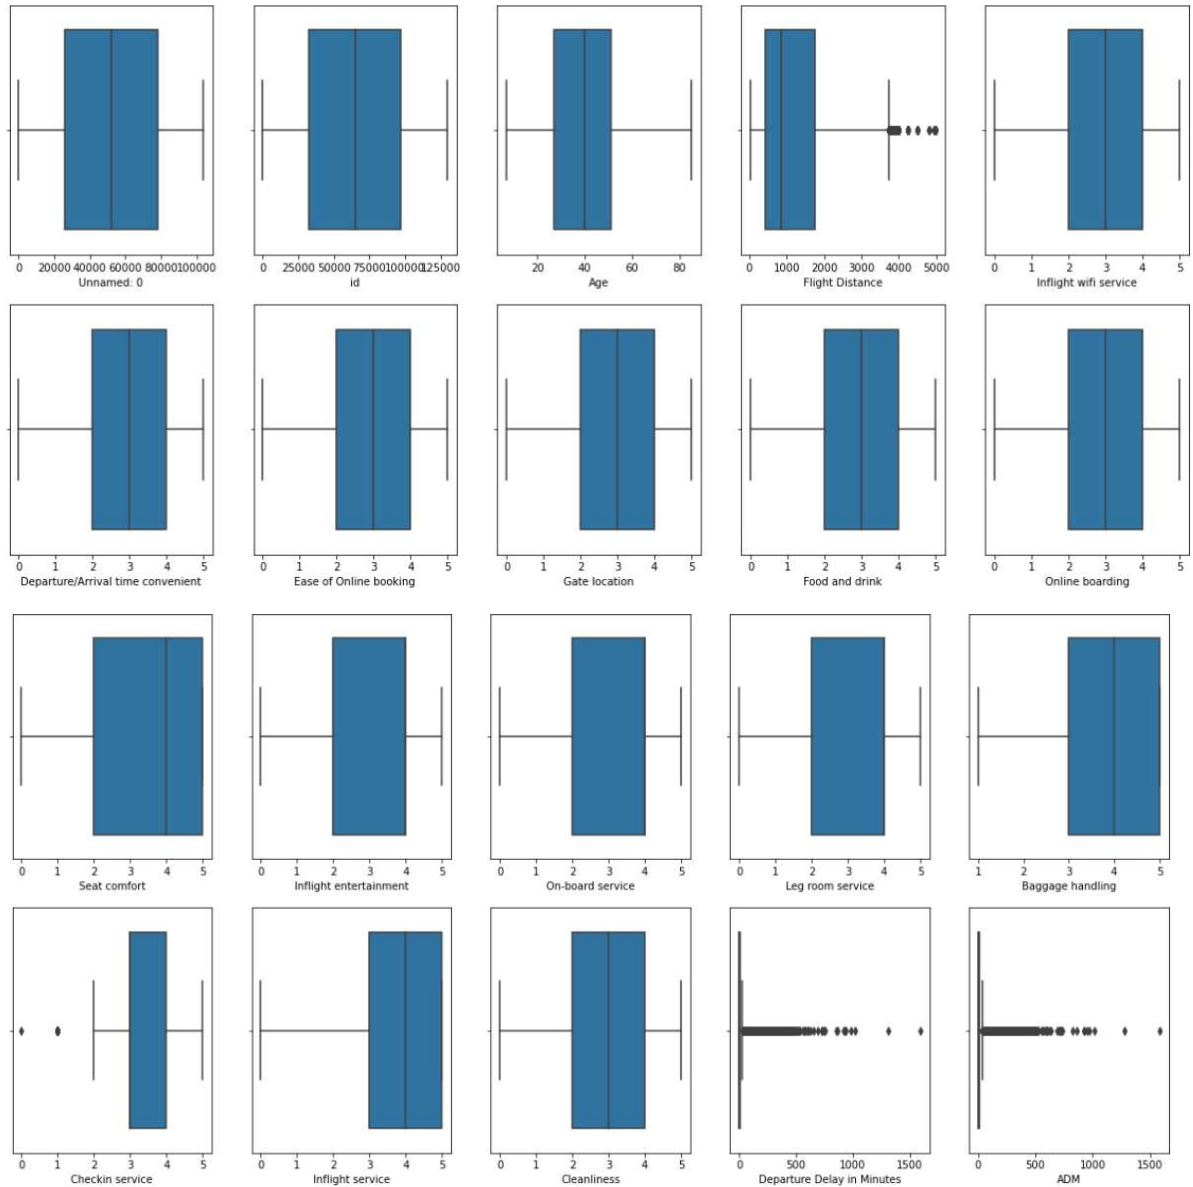 0 20000 40000 60000 80000 100000
Unnamed: 0
0 25000 50000 75000 100000 125000
id
20 40 60 80
Age
0 1000 2000 3000 4000 5000
Flight Distance
0 1 2 3 4 5
Inflight wifi service
0 1 2 3 4 5
Departure/Arrival time convenient
0 1 2 3 4 5
Ease of Online booking
0 1 2 3 4 5
Gate location
0 1 2 3 4 5
Food and drink
0 1 2 3 4 5
Online boarding
0 1 2 3 4 5
Seat comfort
0 1 2 3 4 5
Inflight entertainment
0 1 2 3 4 5
On-board service
0 1 2 3 4 5
Leg room service
1 2 3 4 5
Baggage handling
0 1 2 3 4 5
Checkin service
0 1 2 3 4 5
Inflight service
0 1 2 3 4 5
Cleanliness
0 500 1000 1500
Departure Delay in Minutes
0 500 1000 1500
ADM